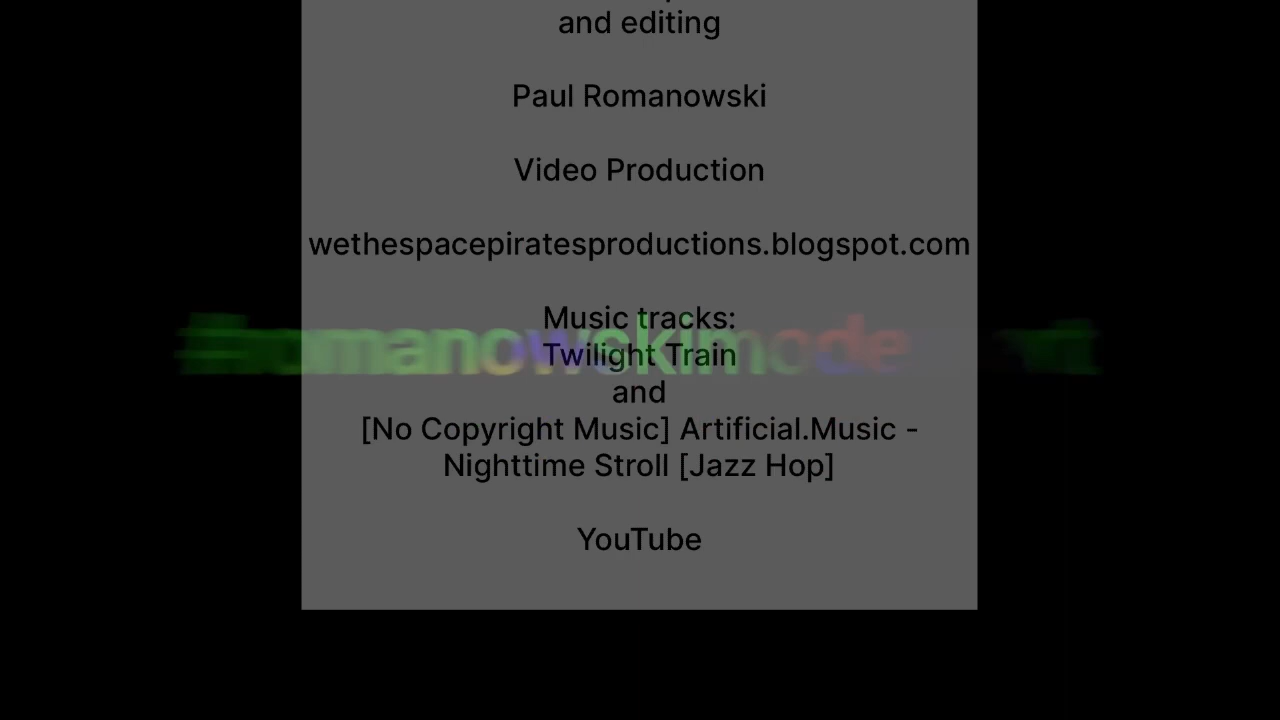 and editing
Paul Romanowski
Video Production
wethespacepiratesproductions.blogspot.com
Music tracks:
#romanowskimode
Twilight Train
and
[No Copyright Music] Artificial.Music -
Nighttime Stroll [Jazz Hop]
YouTube